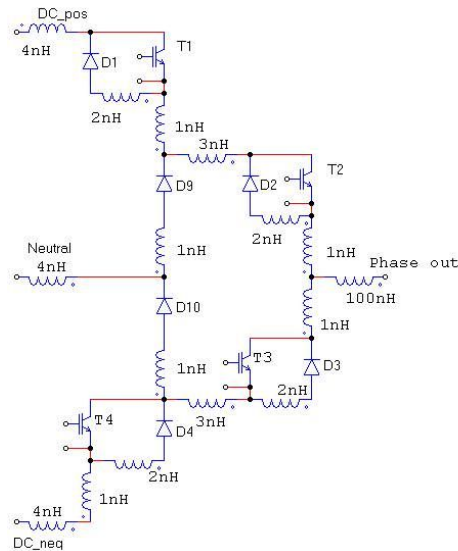 DC_pos
4nH
T1
D1
2nH
1nH
3nH
D9
D2
T2
2nH
Neutral
4nH
1nH
1nH
Phase out
100nH
D10
1nH
T3
D3
1nH
2nH
3nH
T4
D4
2nH
1nH
4nH
DC_neg